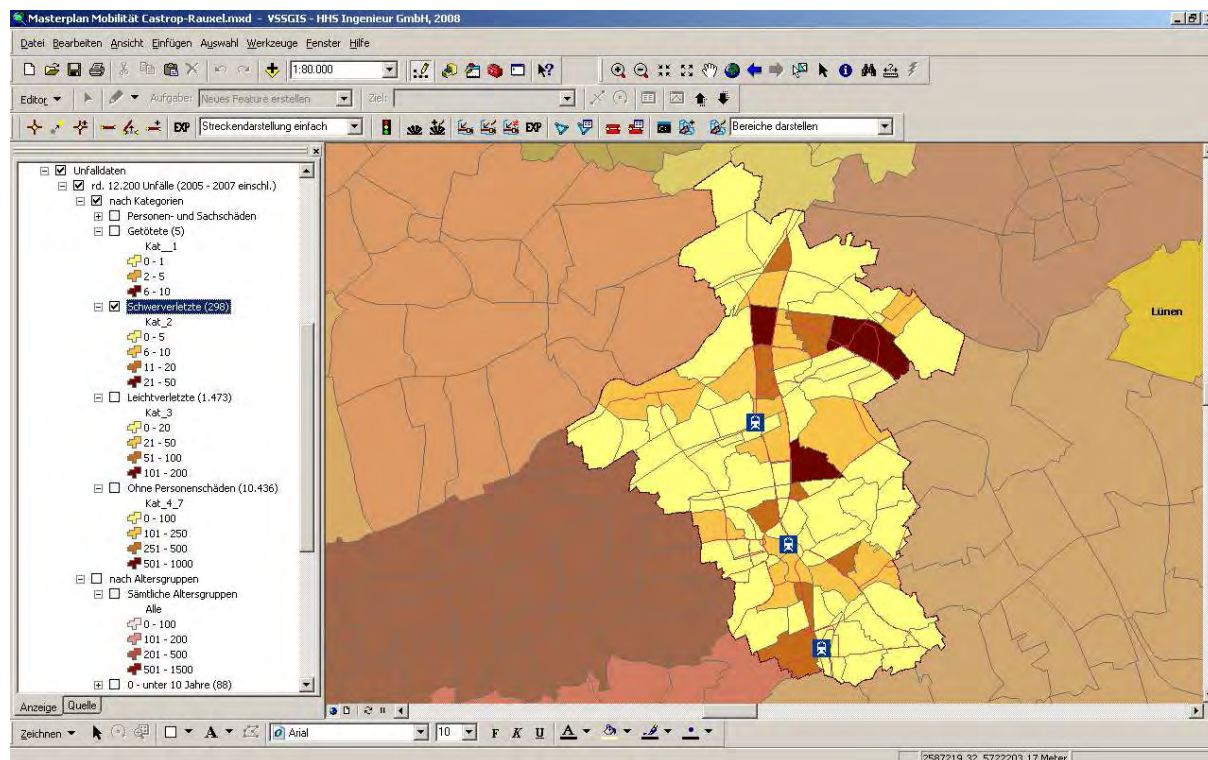 Masterplan Mobilität Castrop-Rauxel.mxd - VSSGIS - HHS Ingenieur GmbH, 2008
Datei Bearbeiten Ansicht Einfügen Auswahl Werkzeuge Fenster Hilfe
1:80.000
Editor Aufgabe: Neues Feature erstellen Ziel:
EXP Streckendarstellung einfach EXP Bereiche darstellen
Unfalldaten
rd. 12.200 Unfälle (2005 - 2007 einschl.)
nach Kategorien
Personen- und Sachschäden
Getötete (5)
Kat__1
0 - 1
2 - 5
6 - 10
Schwerverletzte (298)
Kat_2
0 - 5
6 - 10
11 - 20
21 - 50
Leichtverletzte (1.473)
Kat_3
0 - 20
21 - 50
51 - 100
101 - 200
Ohne Personenschäden (10.436)
Kat_4_7
0 - 100
101 - 250
251 - 500
501 - 1000
nach Altersgruppen
Sämtliche Altersgruppen
Alle
0 - 100
101 - 200
201 - 500
501 - 1500
0 - unter 10 Jahre (88)
Lünen
Anzeige Quelle
Zeichnen A Arial 10 F K U A
2587219,32 5722203,17 Meter